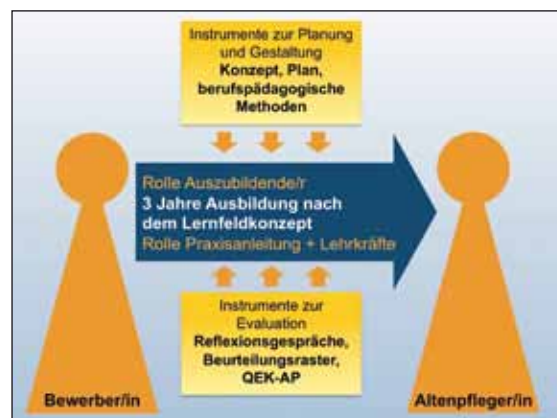 Instrumente zur Planung
und Gestaltung
Konzept, Plan,
berufspädagogische
Methoden
Rolle Auszubildende/r
3 Jahre Ausbildung nach
dem Lernfeldkonzept
Rolle Praxisanleitung + Lehrkräfte
Instrumente zur
Evaluation
Reflexionsgespräche,
Beurteilungsraster,
QEK-AP
Bewerber/in
Altenpfleger/in